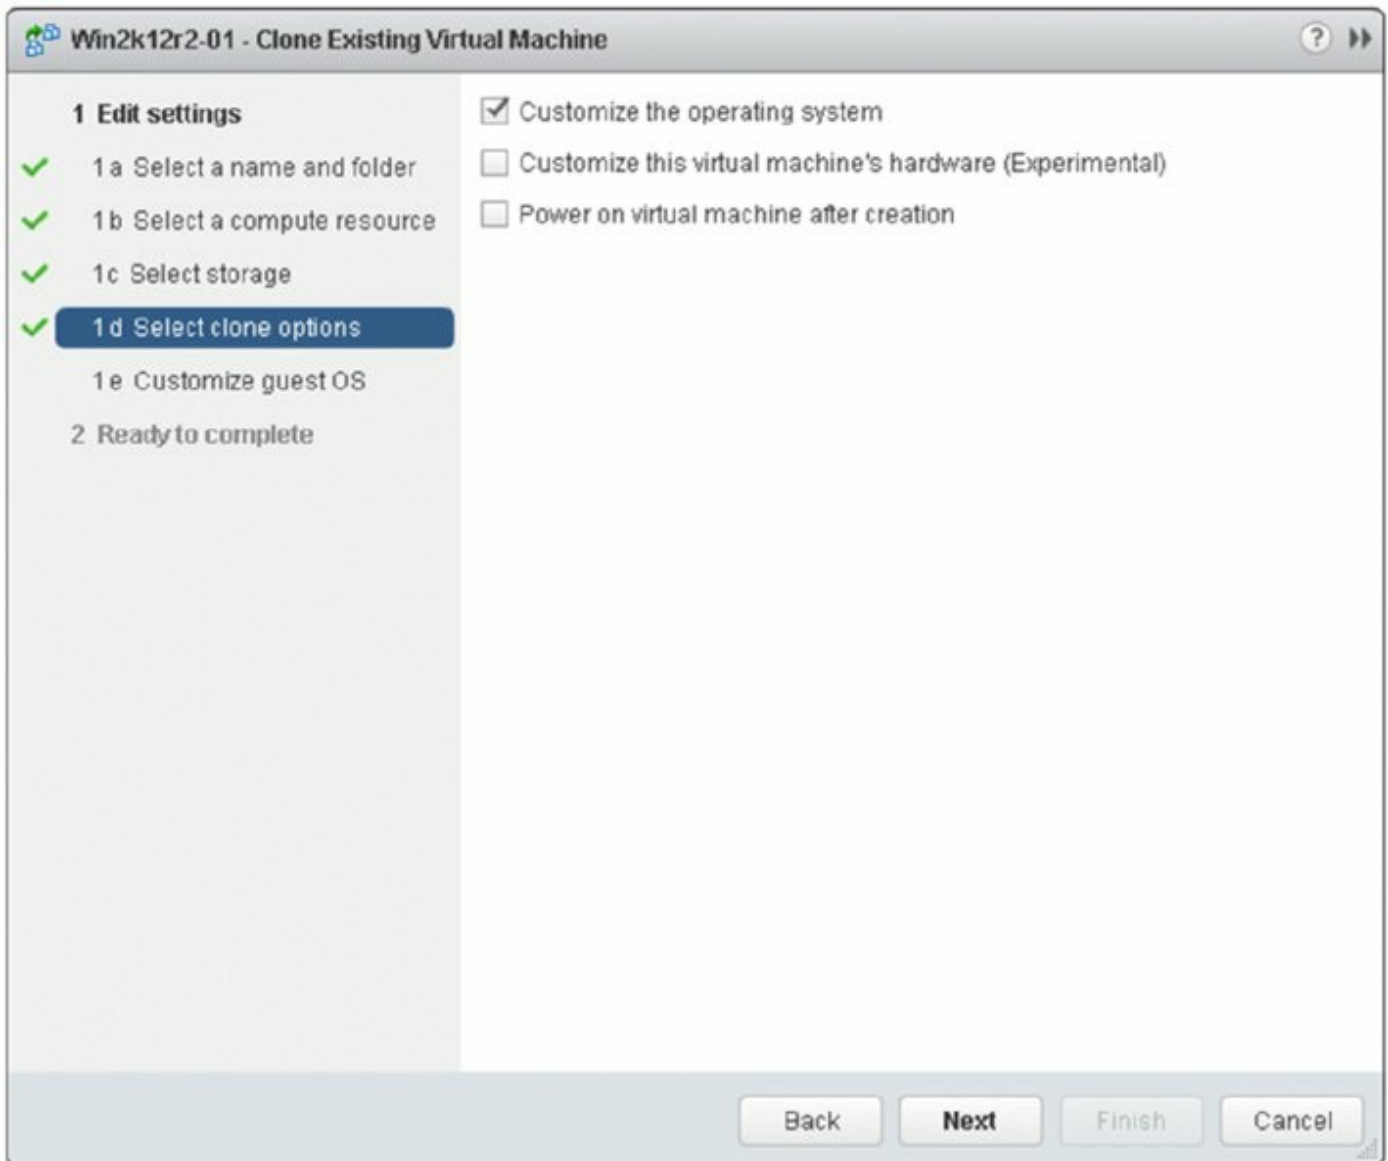 Win2k12r2-01 - Clone Existing Virtual Machine
?
1 Edit settings
1a Select a name and folder
1b Select a compute resource
1c Select storage
1d Select clone options
1e Customize guest OS
2 Ready to complete
Customize the operating system
Customize this virtual machine's hardware (Experimental)
Power on virtual machine after creation
Back Next Finish Cancel